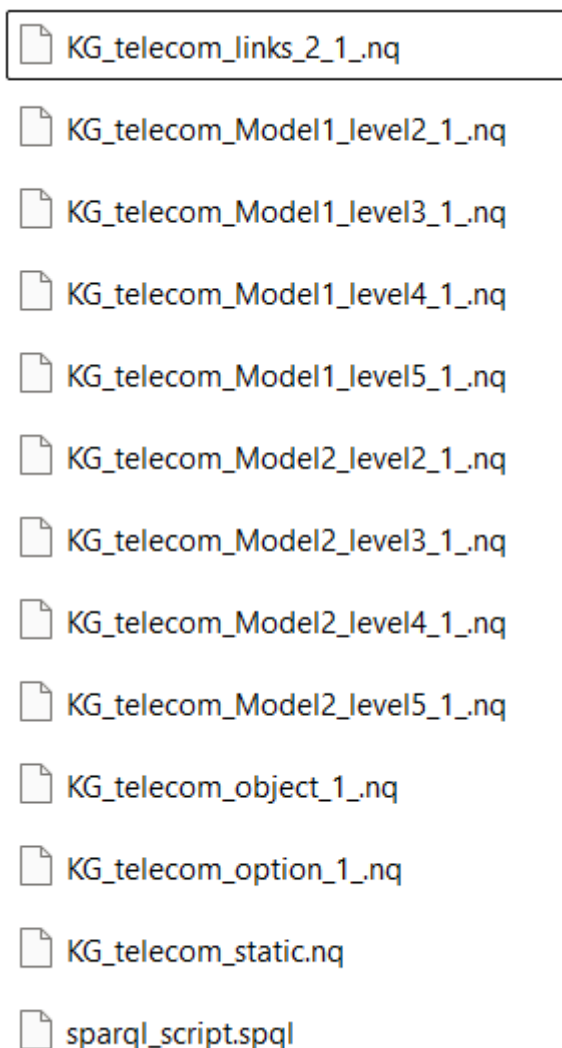 KG_telecom_links_2_1_.nq
KG_telecom_Model1_level2_1_.nq
KG_telecom_Model1_level3_1_.nq
KG_telecom_Model1_level4_1_.nq
KG_telecom_Model1_level5_1_.nq
KG_telecom_Model2_level2_1_.nq
KG_telecom_Model2_level3_1_.nq
KG_telecom_Model2_level4_1_.nq
KG_telecom_Model2_level5_1_.nq
KG_telecom_object_1_.nq
KG_telecom_option_1_.nq
KG_telecom_static.nq
sparql_script.spql